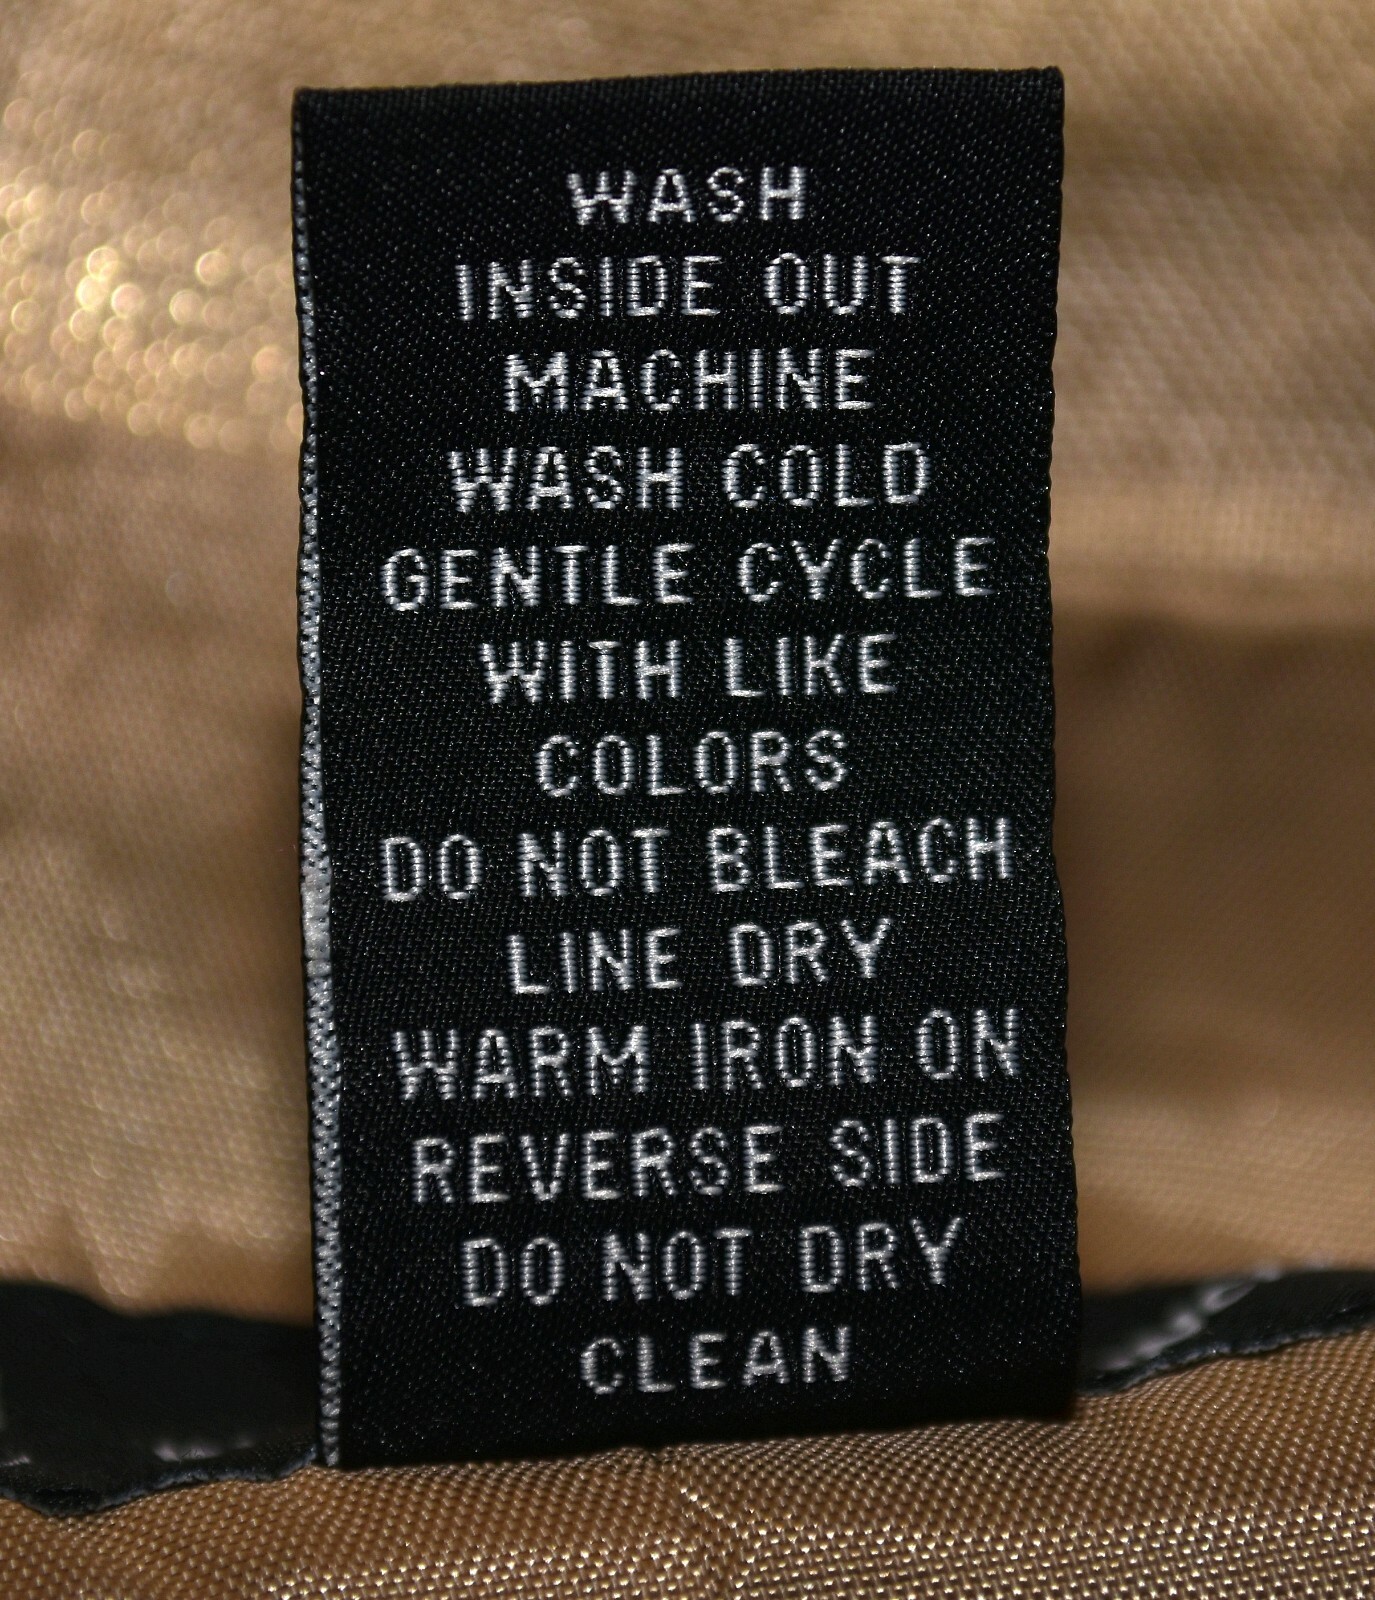 WASH
INSIDE OUT
MACHINE
WASH COLD
GENTLE CYCLE
WITH LIKE
COLORS
DO NOT BLEACH
LINE DRY
WARM IRON ON
REVERSE SIDE
DO NOT DRY
CLEAN